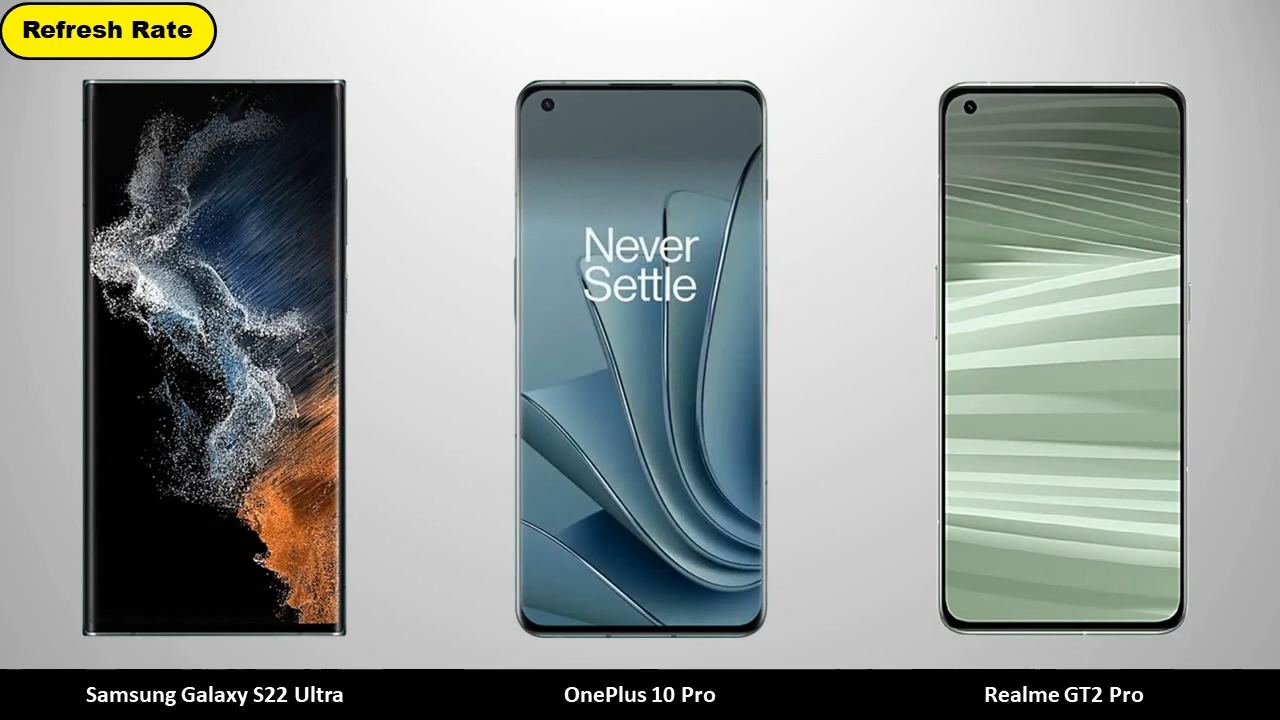 Refresh Rate
Never
Settle
Samsung Galaxy S22 Ultra
OnePlus 10 Pro
Realme GT2 Pro